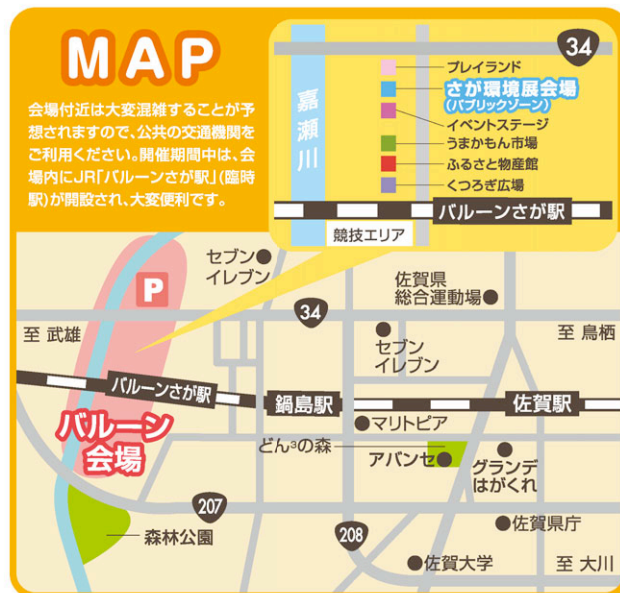 MAP
会場付近は大変混雑することが予
想されますので、公共の交通機関を
ご利用ください。開催期間中は、会
場内にJR「バルーンさが駅」(臨時
駅)が開設され、大変便利です。
34
嘉瀬川
プレイランド
さが環境展会場
(パブリックゾーン)
イベントステージ
うまかもん市場
ふるさと物産館
くつろぎ広場
バルーンさが駅
競技エリア
セブン
イレブン
P
佐賀県
総合運動場
34
至 武雄
セブン
イレブン
至 鳥栖
バルーンさが駅
鍋島駅
佐賀駅
バルーン
会場
マリトピア
どん³の森
アバンセ
グランデ
はがくれ
207
208
佐賀県庁
森林公園
佐賀大学
至 大川